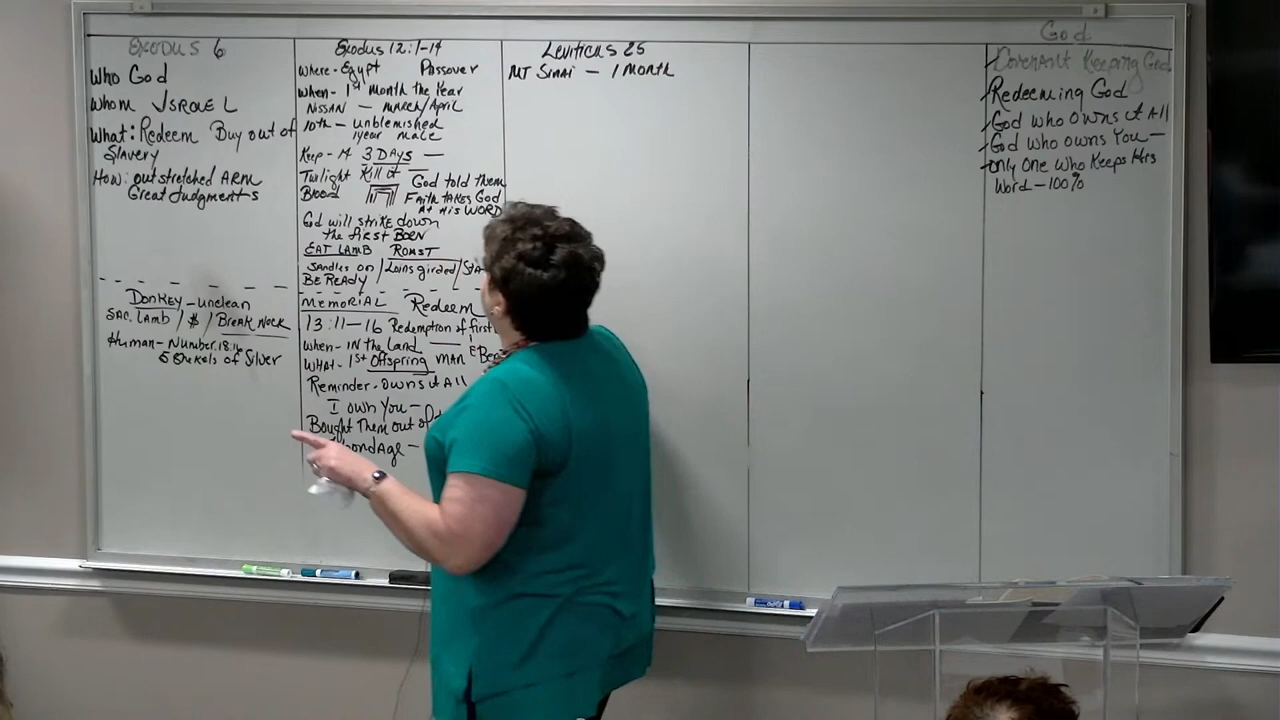 Exodus 6
Who God
Whom ISRAEL
What: Redeem Buy out of
Slavery
How: outstretched ARM
Great Judgments
Donkey - unclean
SAC. Lamb / $ / Break Neck
Human - Number 18:16
5 Shekels of Silver
Exodus 12:1-14
Where - Egypt Passover
When - 1st Month the Year
NISSAN - MARCH/APRIL
10th - unblemished
1 year male
Keep - 14 3 DAYS -
Twilight Kill it -
Blood God told them
Faith TAKES God
At His WORD
God will strike down
the First BORN
EAT LAMB ROAST
Sandles on / Loins girded /
BE READY
MEMORIAL Redeem
13:11-16 Redemption of first
When - IN the Land
WHAT - 1st Offspring MAN &
Reminder - owns it All
I own You -
Bought Them out of
bondage -
Leviticus 25
MT Sinai - 1 MONTH
God
Covenant Keeping God
Redeeming God
God who owns it All
God who owns You -
only One who Keeps His
Word - 100%